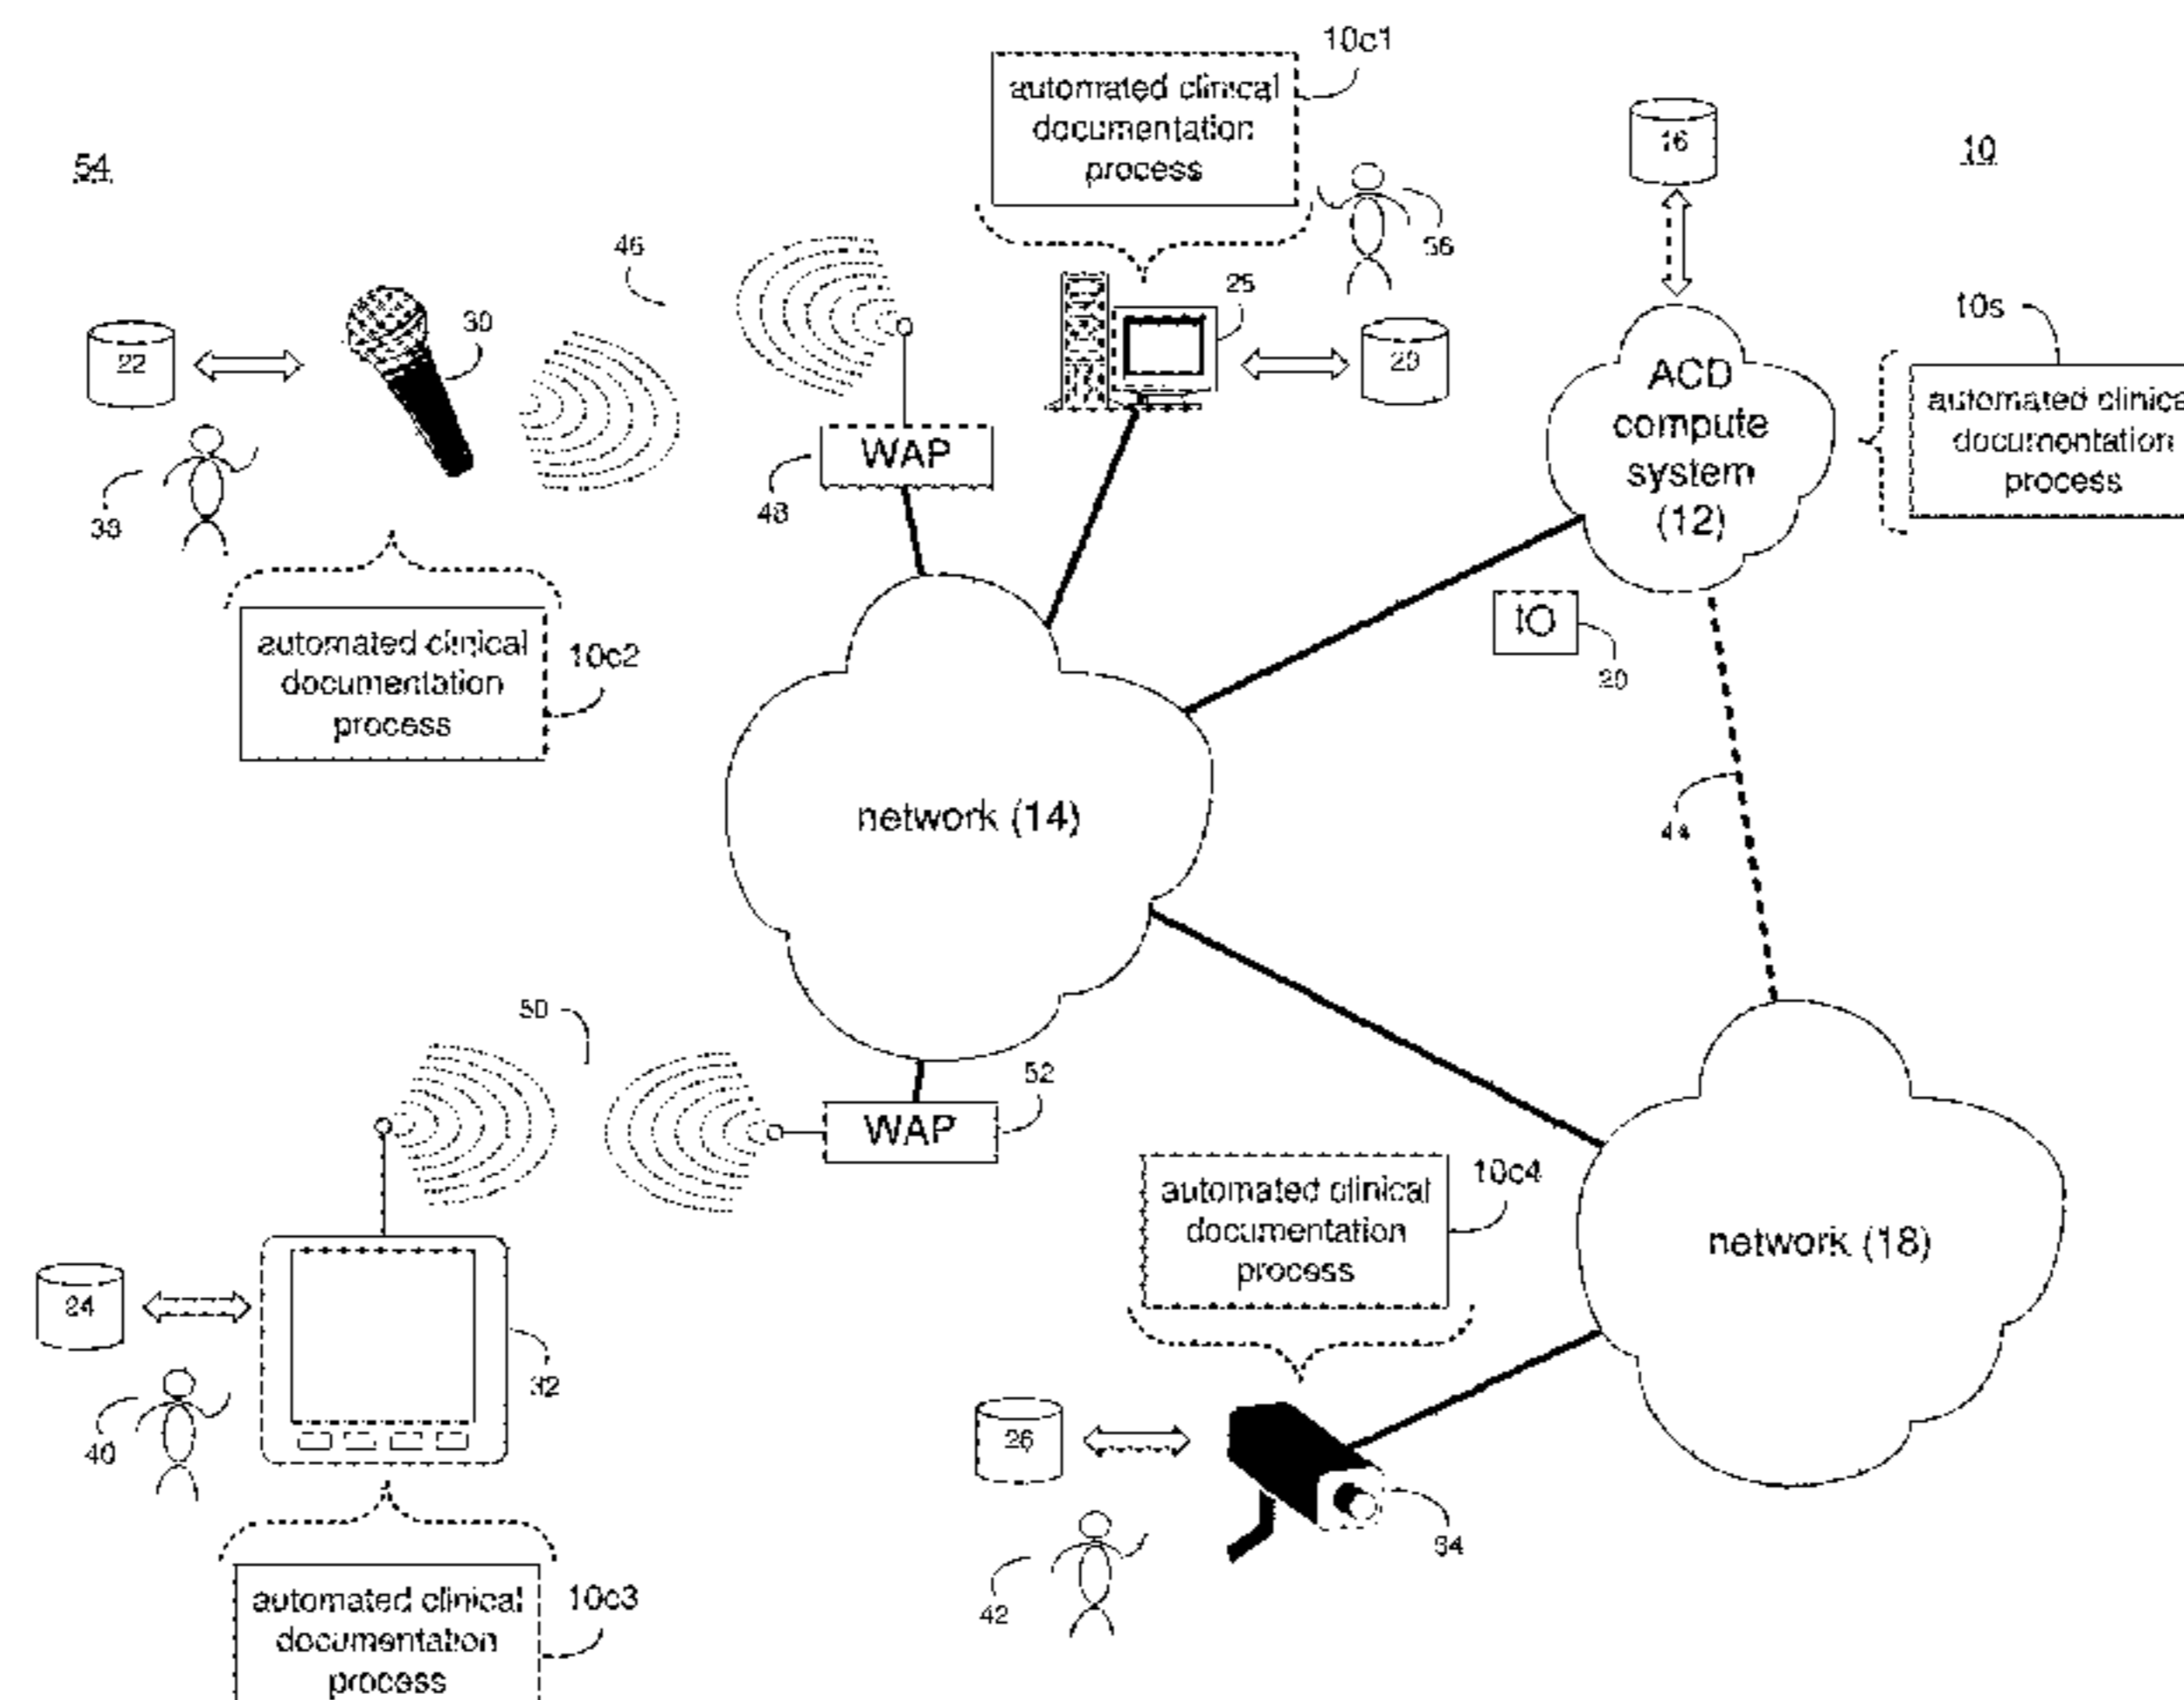 10c1
automated clinical
documentation
process
54
16
10
46
56
30
22
25
20
10s
ACD
compute
system
(12)
automated clinica
documentation
process
WAP
48
38
IO
20
automated clinical
documentation
process
10c2
network (14)
44
50
52
WAP
10c4
automated clinical
documentation
process
network (18)
24
32
40
26
34
42
10c3
automated clinical
documentation
process